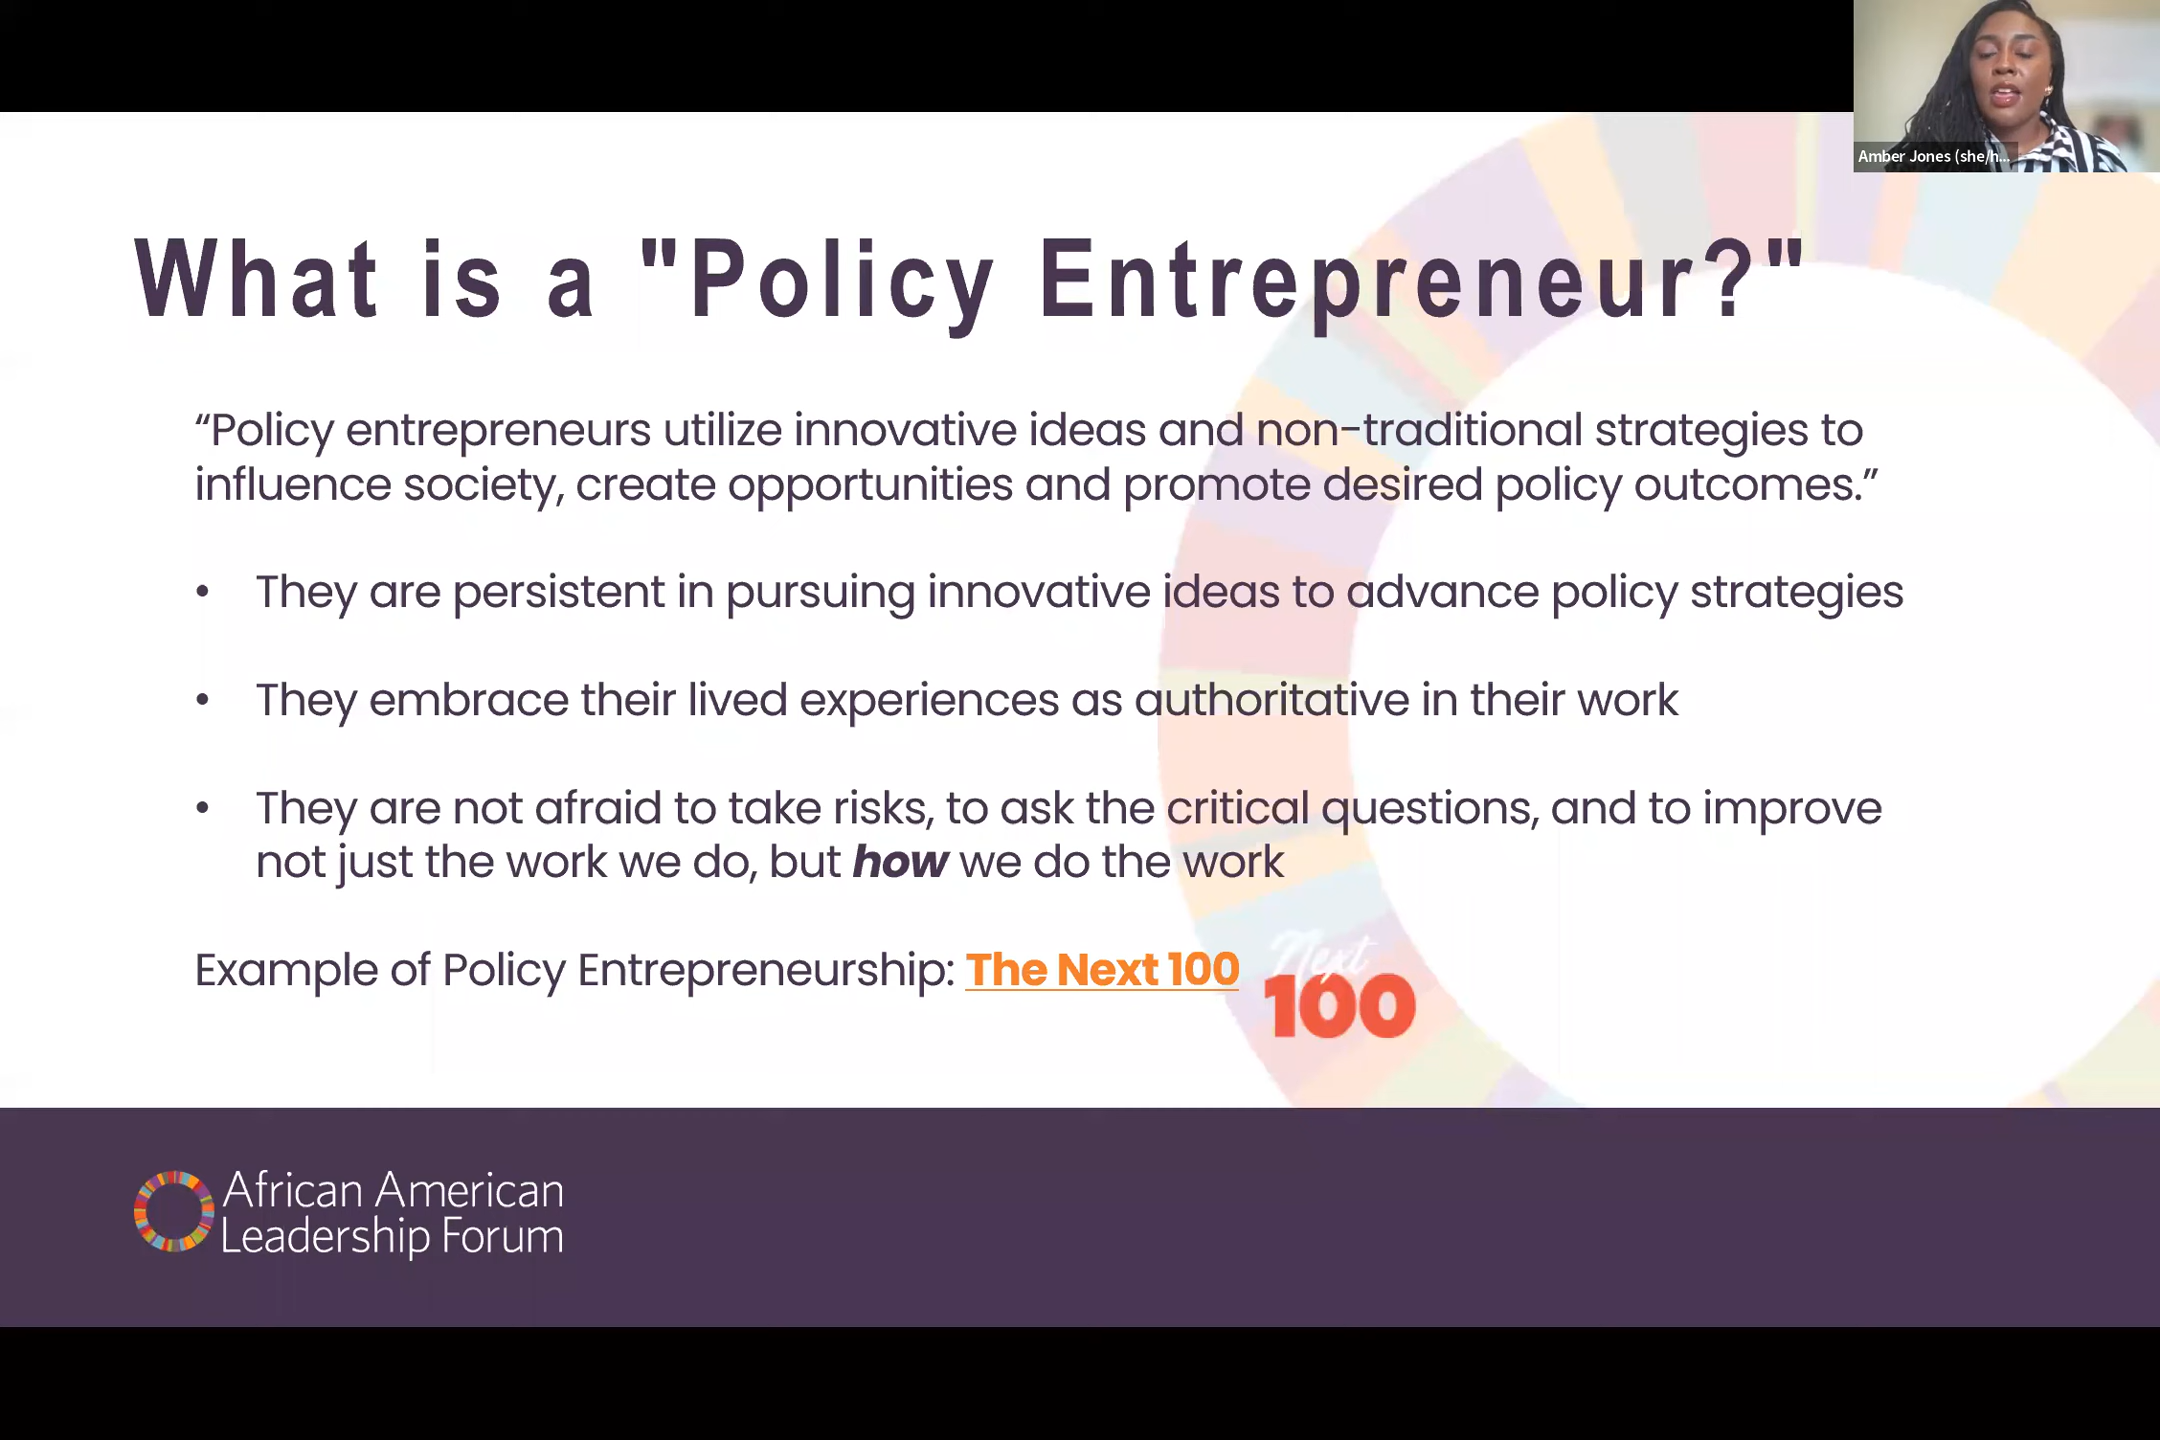 Amber Jones (she/h...
What is a "Policy Entrepreneur?"
“Policy entrepreneurs utilize innovative ideas and non-traditional strategies to
influence society, create opportunities and promote desired policy outcomes.”
• They are persistent in pursuing innovative ideas to advance policy strategies
• They embrace their lived experiences as authoritative in their work
• They are not afraid to take risks, to ask the critical questions, and to improve
not just the work we do, but how we do the work
Example of Policy Entrepreneurship: The Next 100
Next
100
African American
Leadership Forum